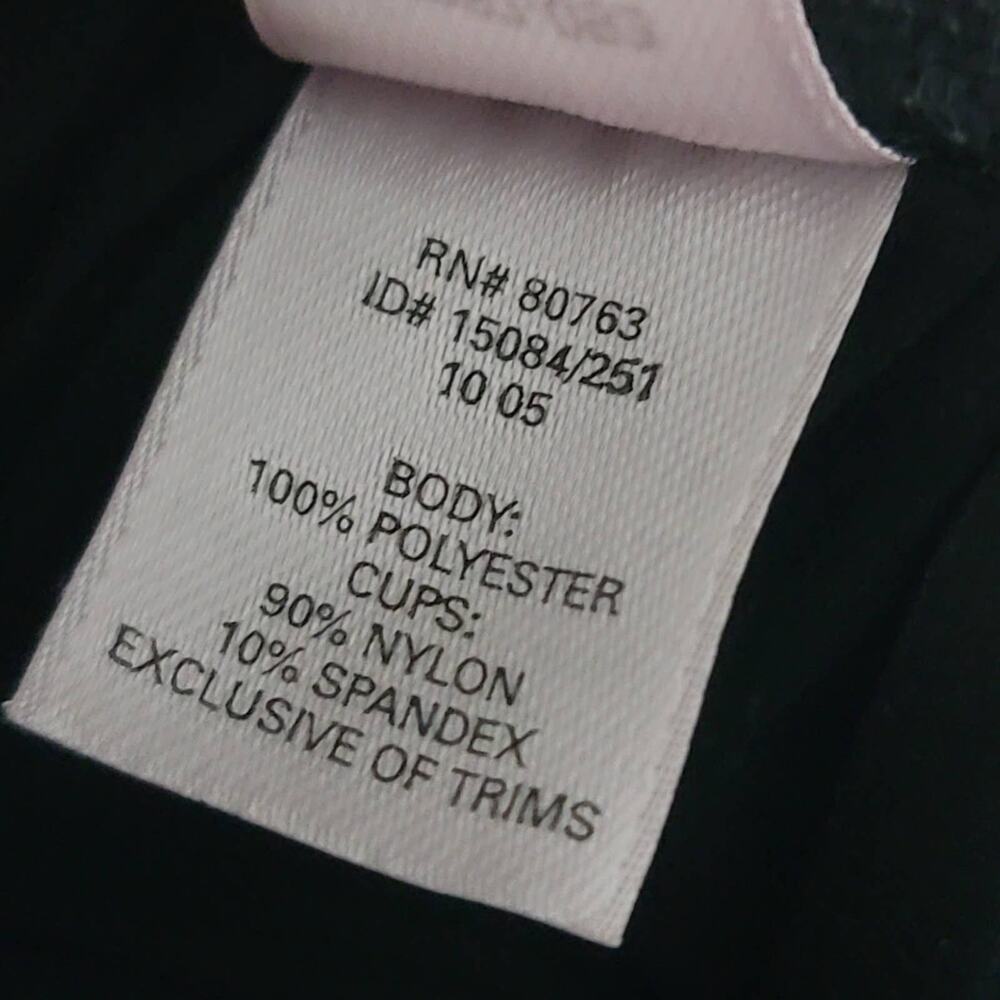 RN# 80763
ID# 15084/251
10 05
BODY:
100% POLYESTER
CUPS:
90% NYLON
10% SPANDEX
EXCLUSIVE OF TRIMS